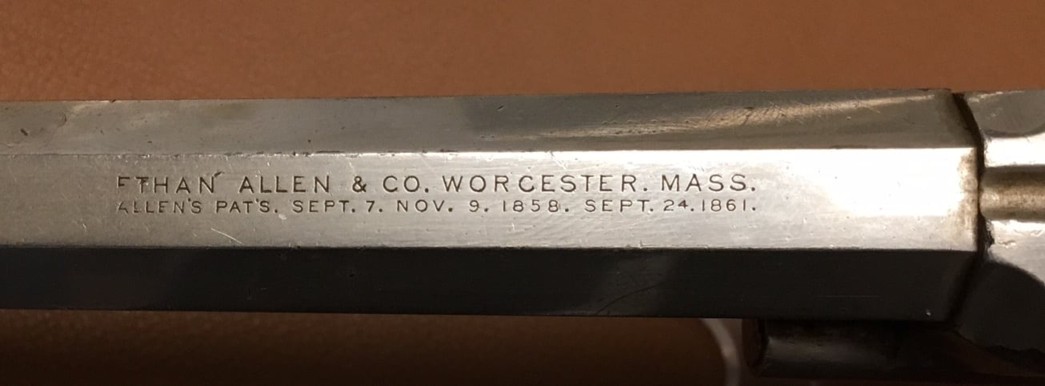 ETHAN ALLEN & CO. WORCESTER. MASS.
ALLEN'S PAT'S. SEPT. 7. NOV. 9. 1858. SEPT. 24. 1861.